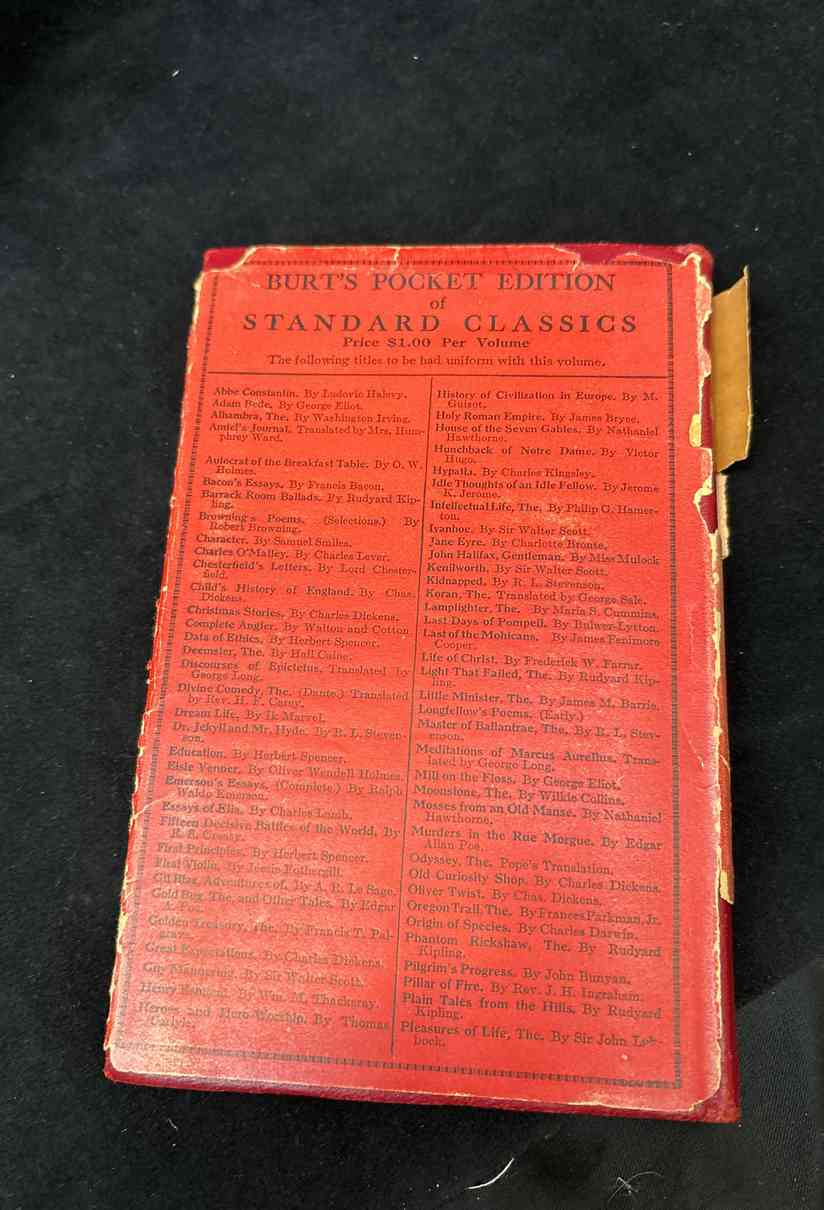 BURT'S POCKET EDITION
of
STANDARD CLASSICS
Price $1.00 Per Volume
The following titles to be had uniform with this volume.
Abbe Constantin. By Ludovic Halevy.
Adam Bede. By George Eliot.
Alhambra, The. By Washington Irving.
Amiel's Journal. Translated by Mrs. Hum-
phrey Ward.
Autocrat of the Breakfast Table. By O. W.
Holmes.
Bacon's Essays. By Francis Bacon.
Barrack Room Ballads. By Rudyard Kip-
ling.
Browning's Poems. (Selections.) By
Robert Browning.
Character. By Samuel Smiles.
Charles O'Malley. By Charles Lever.
Chesterfield's Letters. By Lord Chester-
field.
Child's History of England. By Chas.
Dickens.
Christmas Stories. By Charles Dickens.
Complete Angler. By Walton and Cotton
Data of Ethics. By Herbert Spencer.
Deemster, The. By Hall Caine.
Discourses of Epictetus. Translated by
George Long.
Divine Comedy, The. (Dante.) Translated
by Rev. H. F. Carey.
Dream Life. By Ik Marvel.
Dr. Jekyll and Mr. Hyde. By R. L. Steven-
son.
Education. By Herbert Spencer.
Elsie Venner. By Oliver Wendell Holmes.
Emerson's Essays. (Complete.) By Ralph
Waldo Emerson.
Essays of Elia. By Charles Lamb.
Fifteen Decisive Battles of the World. By
E. S. Creasy.
First Principles. By Herbert Spencer.
First Violin. By Jessie Fothergill.
Gil Blas, Adventures of. By A. R. Le Sage.
Gold Bug, The, and Other Tales. By Edgar
A. Poe.
Golden Treasury, The. By Francis T. Pal-
grave.
Great Expectations. By Charles Dickens.
Guy Mannering. By Sir Walter Scott.
Henry Esmond. By Wm. M. Thackeray.
Heroes and Hero-Worship. By Thomas
Carlyle.
History of Civilization in Europe. By M.
Guizot.
Holy Roman Empire. By James Bryce.
House of the Seven Gables. By Nathaniel
Hawthorne.
Hunchback of Notre Dame. By Victor
Hugo.
Hypatia. By Charles Kingsley.
Idle Thoughts of an Idle Fellow. By Jerome
K. Jerome.
Intellectual Life, The. By Philip G. Hamer-
ton.
Ivanhoe. By Sir Walter Scott.
Jane Eyre. By Charlotte Bronte.
John Halifax, Gentleman. By Miss Mulock
Kenilworth. By Sir Walter Scott.
Kidnapped. By R. L. Stevenson.
Koran, The. Translated by George Sale.
Lamplighter, The. By Maria S. Cummins.
Last Days of Pompeii. By Bulwer-Lytton.
Last of the Mohicans. By James Fenimore
Cooper.
Life of Christ. By Frederick W. Farrar.
Light That Failed, The. By Rudyard Kip-
ling.
Little Minister, The. By James M. Barrie.
Longfellow's Poems. (Early.)
Master of Ballantrae, The. By R. L. Stev-
enson.
Meditations of Marcus Aurelius. Trans-
lated by George Long.
Mill on the Floss. By George Eliot.
Moonstone, The. By Wilkie Collins.
Mosses from an Old Manse. By Nathaniel
Hawthorne.
Murders in the Rue Morgue. By Edgar
Allan Poe.
Odyssey, The. Pope's Translation.
Old Curiosity Shop. By Charles Dickens.
Oliver Twist. By Chas. Dickens.
Oregon Trail, The. By Frances Parkman, Jr.
Origin of Species. By Charles Darwin.
Phantom Rickshaw, The. By Rudyard
Kipling.
Pilgrim's Progress. By John Bunyan.
Pillar of Fire. By Rev. J. H. Ingraham.
Plain Tales from the Hills. By Rudyard
Kipling.
Pleasures of Life, The. By Sir John Lub-
bock.